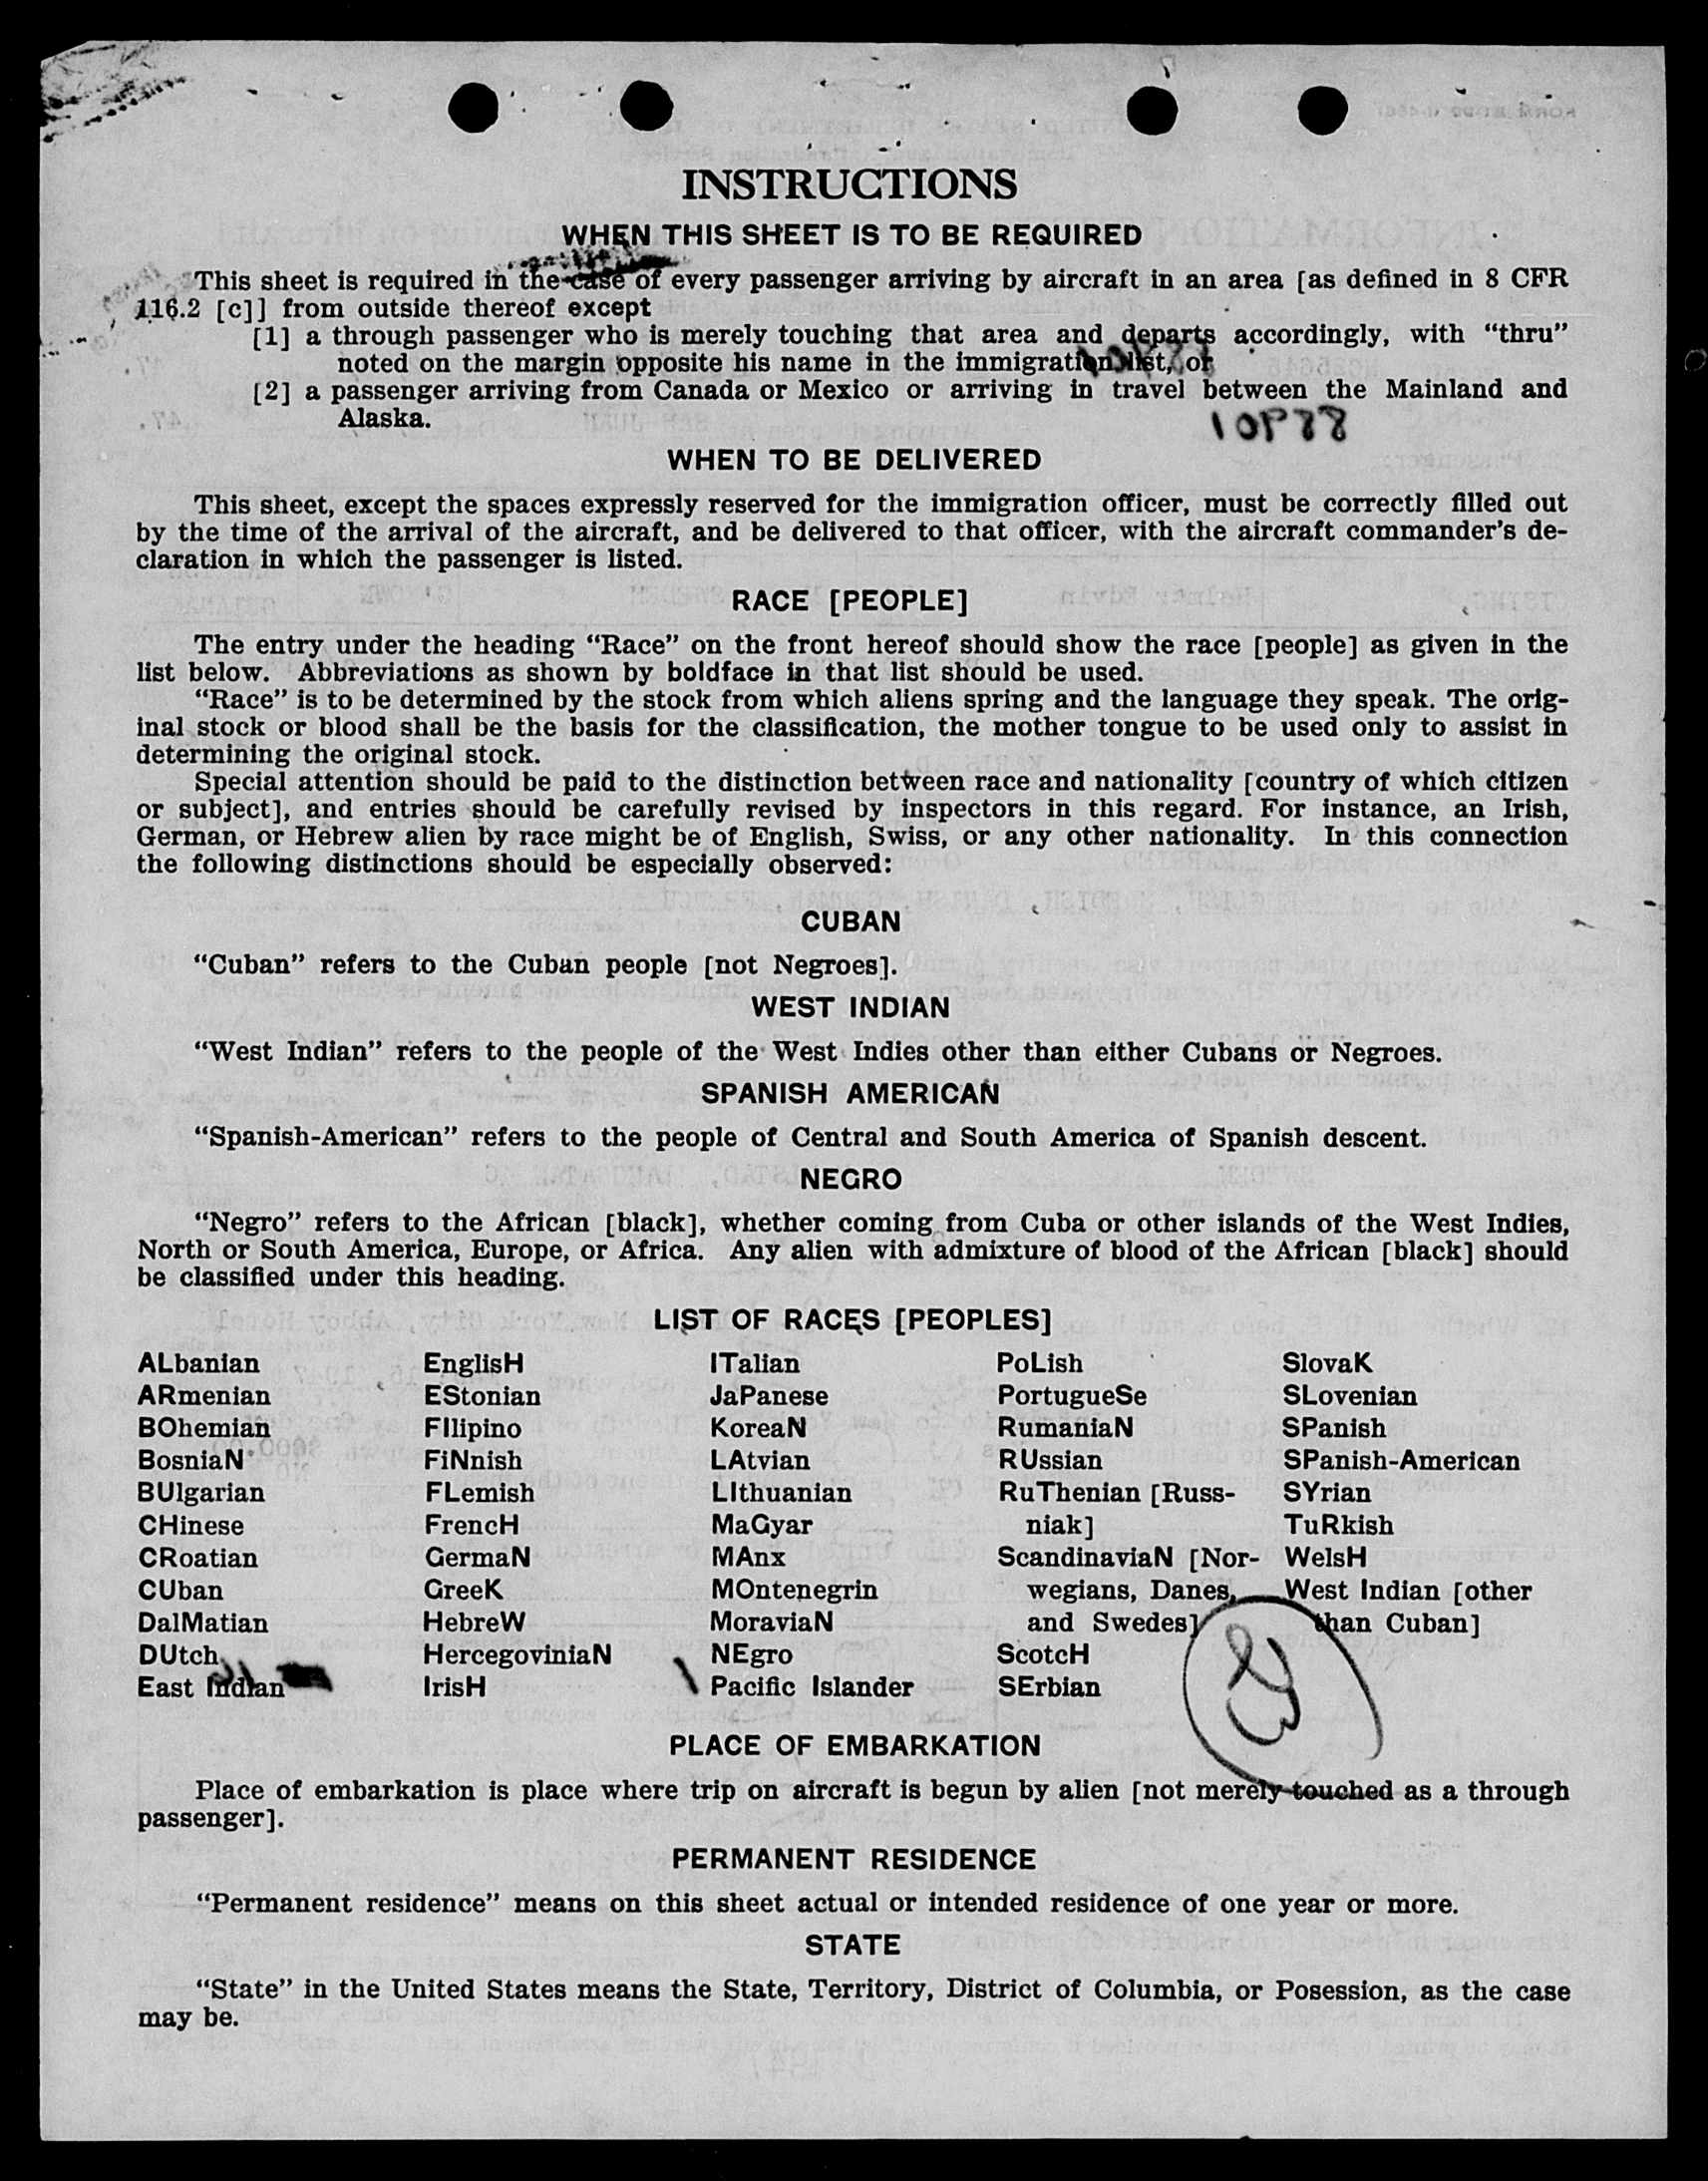 INSTRUCTIONS
WHEN THIS SHEET IS TO BE REQUIRED
This sheet is required in the case of every passenger arriving by aircraft in an area [as defined in 8 CFR
116.2 [c]] from outside thereof except
[1] a through passenger who is merely touching that area and departs accordingly, with “thru”
noted on the margin opposite his name in the immigration list, or
[2] a passenger arriving from Canada or Mexico or arriving in travel between the Mainland and
Alaska.
WHEN TO BE DELIVERED
This sheet, except the spaces expressly reserved for the immigration officer, must be correctly filled out
by the time of the arrival of the aircraft, and be delivered to that officer, with the aircraft commander's de-
claration in which the passenger is listed.
RACE [PEOPLE]
The entry under the heading “Race” on the front hereof should show the race [people] as given in the
list below. Abbreviations as shown by boldface in that list should be used.
“Race” is to be determined by the stock from which aliens spring and the language they speak. The orig-
inal stock or blood shall be the basis for the classification, the mother tongue to be used only to assist in
determining the original stock.
Special attention should be paid to the distinction between race and nationality [country of which citizen
or subject], and entries should be carefully revised by inspectors in this regard. For instance, an Irish,
German, or Hebrew alien by race might be of English, Swiss, or any other nationality. In this connection
the following distinctions should be especially observed:
CUBAN
“Cuban” refers to the Cuban people [not Negroes].
WEST INDIAN
“West Indian” refers to the people of the West Indies other than either Cubans or Negroes.
SPANISH AMERICAN
“Spanish-American” refers to the people of Central and South America of Spanish descent.
NEGRO
“Negro” refers to the African [black], whether coming from Cuba or other islands of the West Indies,
North or South America, Europe, or Africa. Any alien with admixture of blood of the African [black] should
be classified under this heading.
LIST OF RACES [PEOPLES]
ALbanian
ARmenian
BOhemian
BosniaN
BUlgarian
CHinese
CRoatian
CUban
DalMatian
DUtch
East Indian
EnglisH
EStonian
FIlipino
FiNnish
FLemish
FrencH
GermaN
GreeK
HebreW
HercegoviniaN
IrisH
ITalian
JaPanese
KoreaN
LAtvian
LIthuanian
MaGyar
MAnx
MOntenegrin
MoraviaN
NEgro
Pacific Islander
PoLish
PortugueSe
RumaniaN
RUssian
RuThenian [Russ-
niak]
ScandinaviaN [Nor-
wegians, Danes,
and Swedes]
ScotcH
SErbian
SlovaK
SLovenian
SPanish
SPanish-American
SYrian
TuRkish
WelsH
West Indian [other
than Cuban]
PLACE OF EMBARKATION
Place of embarkation is place where trip on aircraft is begun by alien [not merely touched as a through
passenger].
PERMANENT RESIDENCE
“Permanent residence” means on this sheet actual or intended residence of one year or more.
STATE
“State” in the United States means the State, Territory, District of Columbia, or Posession, as the case
may be.